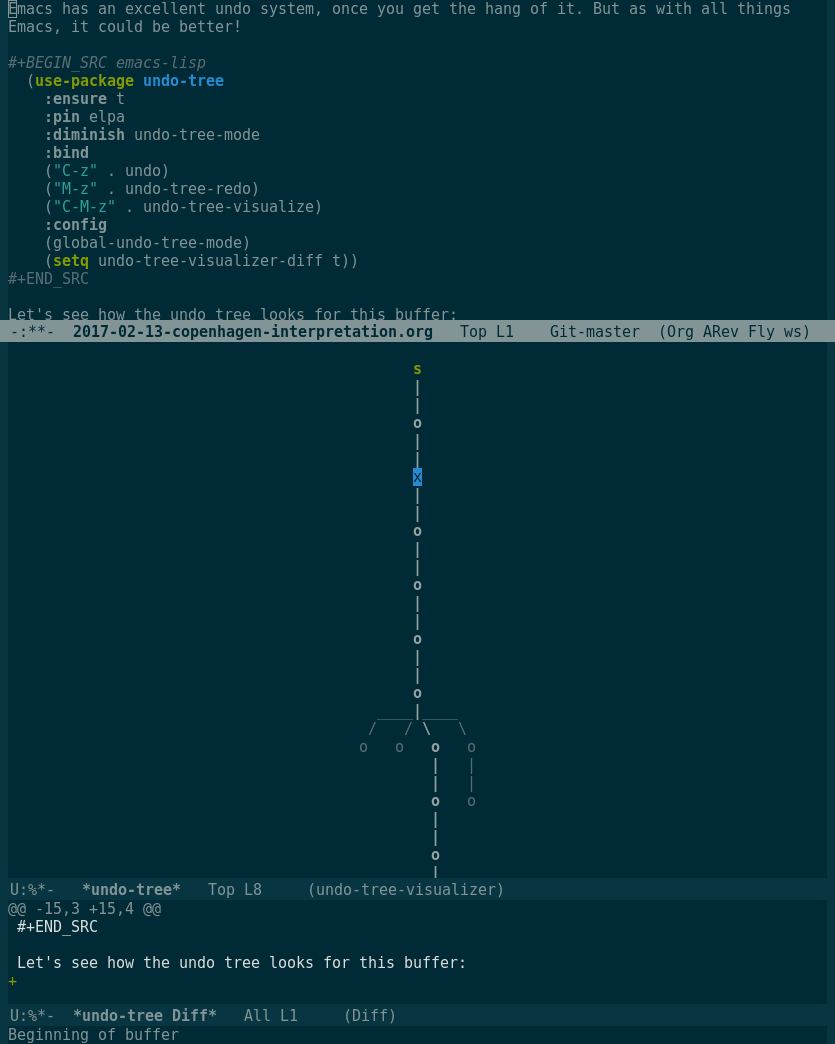 Emacs has an excellent undo system, once you get the hang of it. But as with all things
Emacs, it could be better!
#+BEGIN_SRC emacs-lisp
(use-package undo-tree
:ensure t
:pin elpa
:diminish undo-tree-mode
:bind
("C-z" . undo)
("M-z" . undo-tree-redo)
("C-M-z" . undo-tree-visualize)
:config
(global-undo-tree-mode)
(setq undo-tree-visualizer-diff t))
#+END_SRC
Let's see how the undo tree looks for this buffer:
-:**-  2017-02-13-copenhagen-interpretation.org   Top L1    Git-master  (Org ARev Fly ws)
s
|
|
o
|
|
x
|
|
o
|
|
o
|
|
o
|
|
o
____|____
/   / \   \
o   o   o   o
|   |
|   |
o   o
|
|
o
|
U:%*-   *undo-tree*   Top L8     (undo-tree-visualizer)
@@ -15,3 +15,4 @@
#+END_SRC
Let's see how the undo tree looks for this buffer:
+
U:%*-  *undo-tree Diff*   All L1     (Diff)
Beginning of buffer